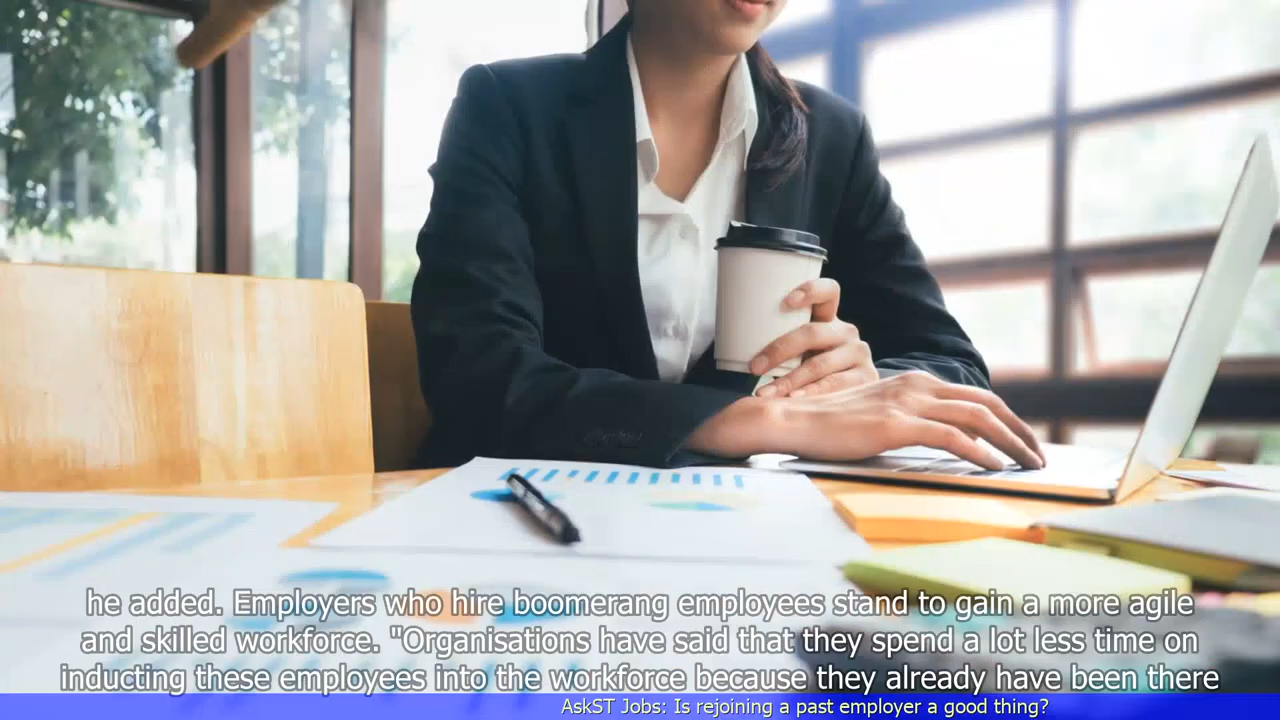 he added. Employers who hire boomerang employees stand to gain a more agile
and skilled workforce. "Organisations have said that they spend a lot less time on
inducting these employees into the workforce because they already have been there
AskST Jobs: Is rejoining a past employer a good thing?